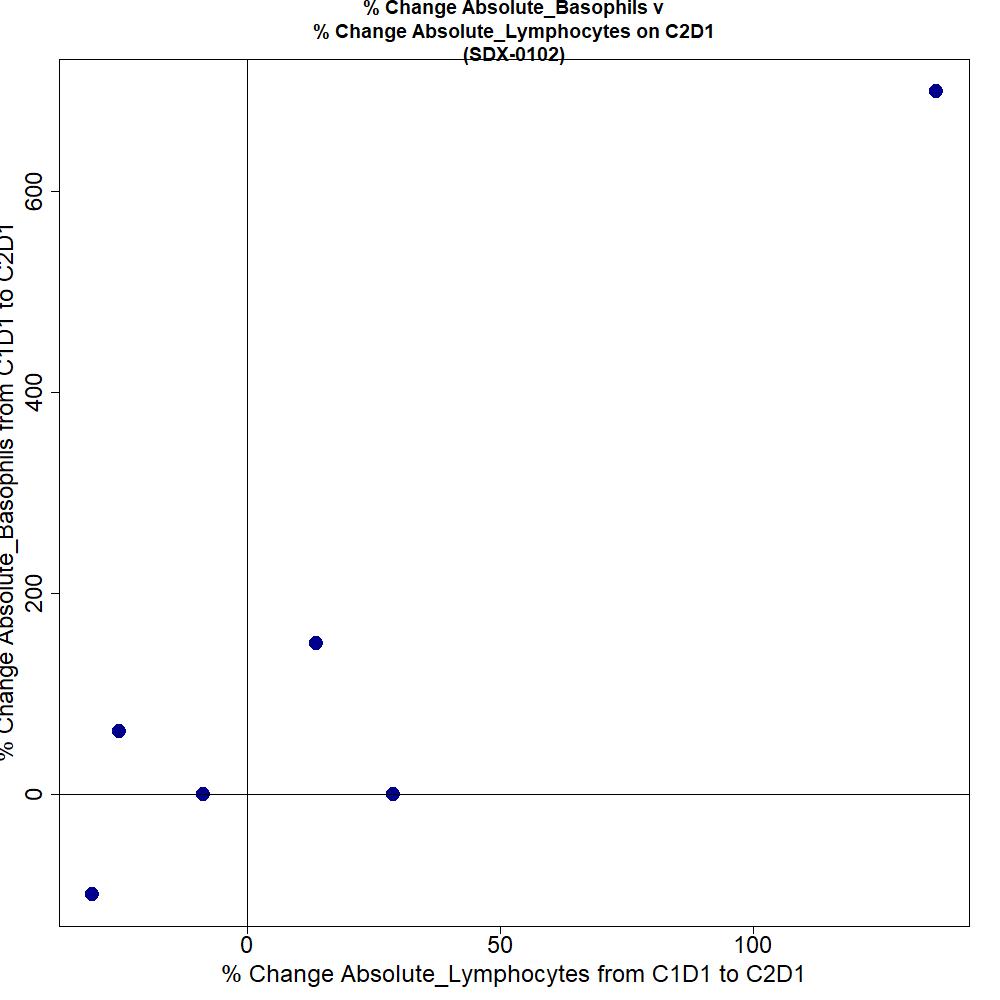 % Change Absolute_Basophils v
% Change Absolute_Lymphocytes on C2D1
(SDX-0102)
% Change Absolute_Basophils from C1D1 to C2D1
600
400
200
0
0 50 100
% Change Absolute_Lymphocytes from C1D1 to C2D1